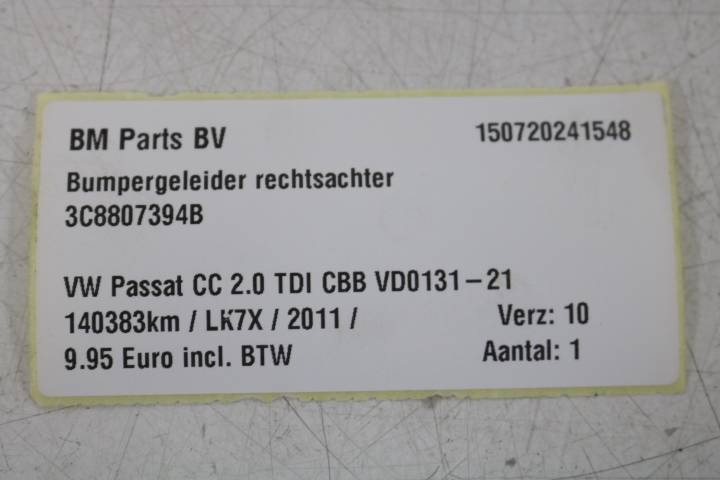 BM Parts BV 150720241548
Bumpergeleider rechtsachter
3C8807394B
VW Passat CC 2.0 TDI CBB VD0131-21
140383km / LK7X / 2011 / Verz: 10
9.95 Euro incl. BTW Aantal: 1